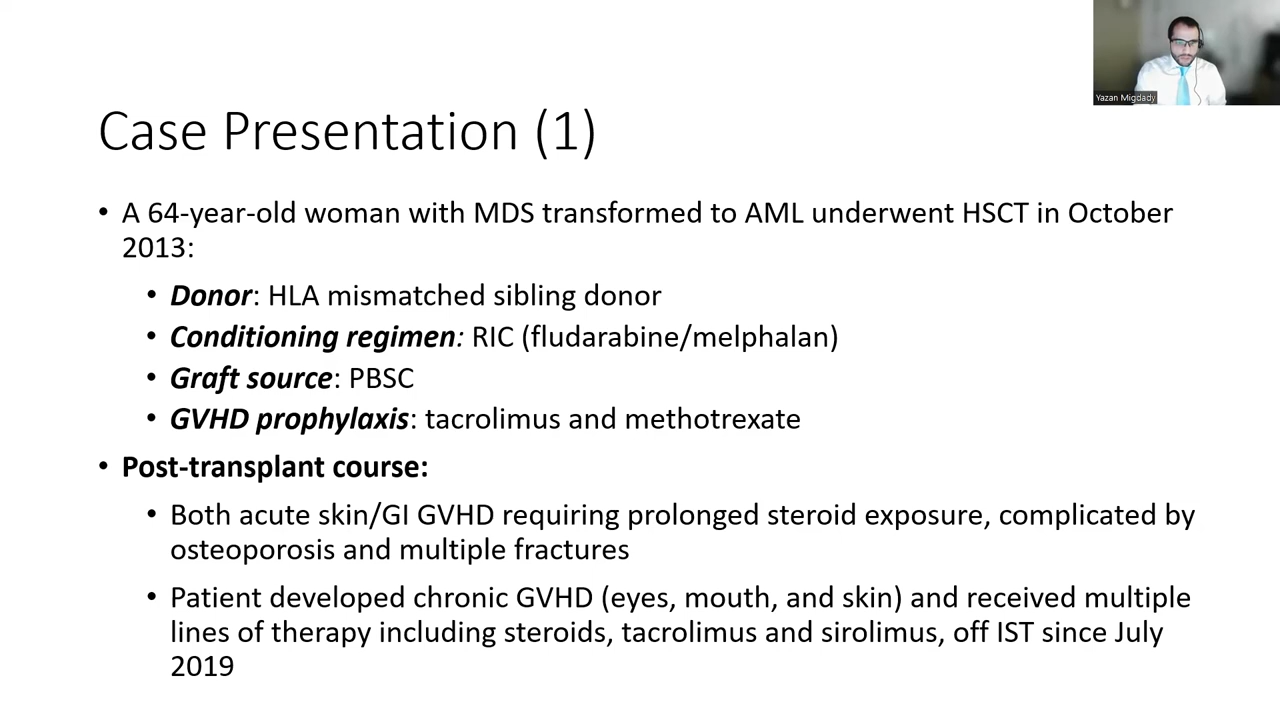 Yazan Migdady
Case Presentation (1)
• A 64-year-old woman with MDS transformed to AML underwent HSCT in October
2013:
• Donor: HLA mismatched sibling donor
• Conditioning regimen: RIC (fludarabine/melphalan)
• Graft source: PBSC
• GVHD prophylaxis: tacrolimus and methotrexate
• Post-transplant course:
• Both acute skin/GI GVHD requiring prolonged steroid exposure, complicated by
osteoporosis and multiple fractures
• Patient developed chronic GVHD (eyes, mouth, and skin) and received multiple
lines of therapy including steroids, tacrolimus and sirolimus, off IST since July
2019